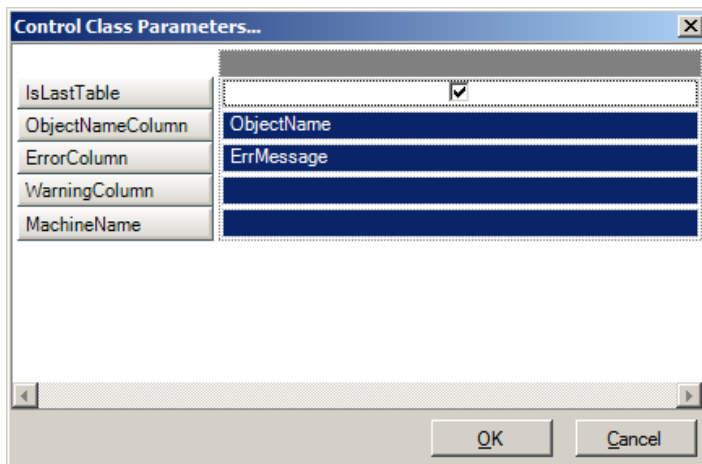 Control Class Parameters...
IsLastTable
ObjectNameColumn ObjectName
ErrorColumn ErrMessage
WarningColumn
MachineName
OK Cancel